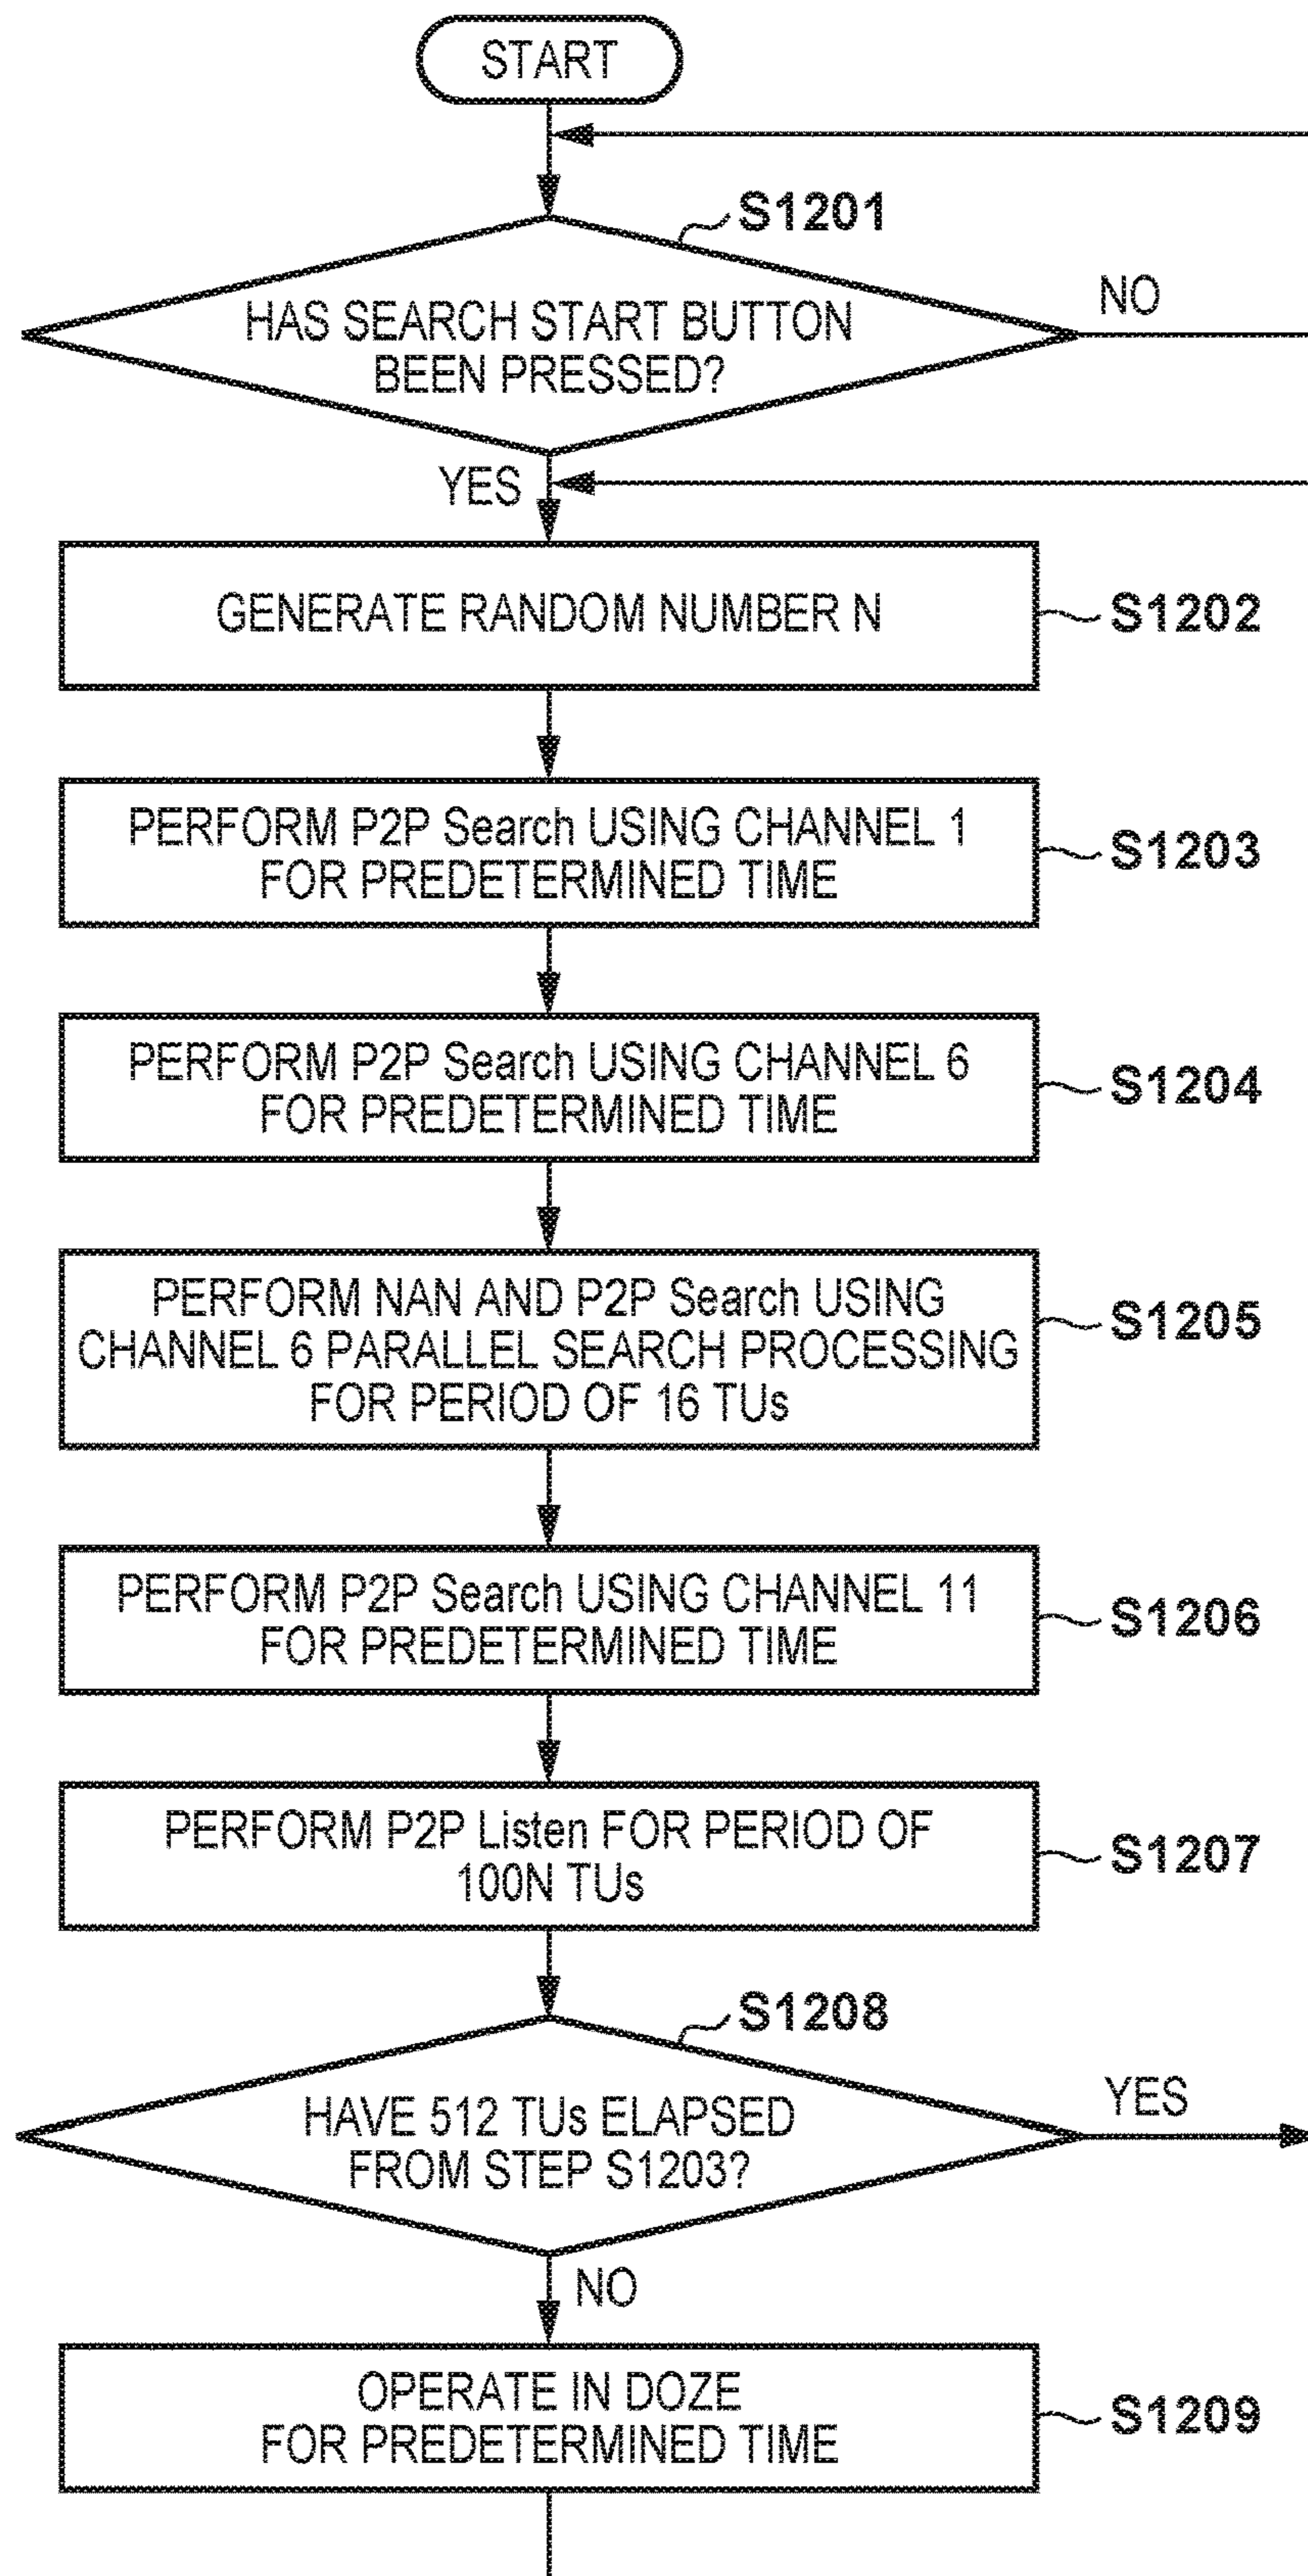 START
S1201
HAS SEARCH START BUTTON
BEEN PRESSED?
NO
YES
GENERATE RANDOM NUMBER N
S1202
PERFORM P2P Search USING CHANNEL 1
FOR PREDETERMINED TIME
S1203
PERFORM P2P Search USING CHANNEL 6
FOR PREDETERMINED TIME
S1204
PERFORM NAN AND P2P Search USING
CHANNEL 6 PARALLEL SEARCH PROCESSING
FOR PERIOD OF 16 TUs
S1205
PERFORM P2P Search USING CHANNEL 11
FOR PREDETERMINED TIME
S1206
PERFORM P2P Listen FOR PERIOD OF
100N TUs
S1207
S1208
HAVE 512 TUs ELAPSED
FROM STEP S1203?
YES
NO
OPERATE IN DOZE
FOR PREDETERMINED TIME
S1209